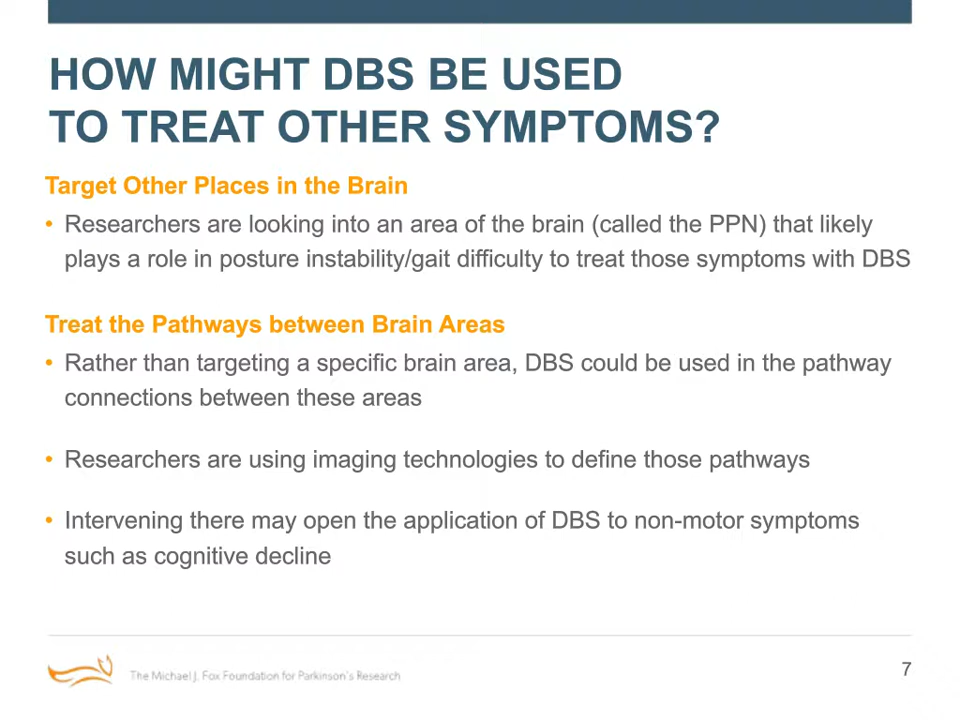 HOW MIGHT DBS BE USED
TO TREAT OTHER SYMPTOMS?
Target Other Places in the Brain
• Researchers are looking into an area of the brain (called the PPN) that likely
plays a role in posture instability/gait difficulty to treat those symptoms with DBS
Treat the Pathways between Brain Areas
• Rather than targeting a specific brain area, DBS could be used in the pathway
connections between these areas
• Researchers are using imaging technologies to define those pathways
• Intervening there may open the application of DBS to non-motor symptoms
such as cognitive decline
The Michael J. Fox Foundation for Parkinson's Research
7